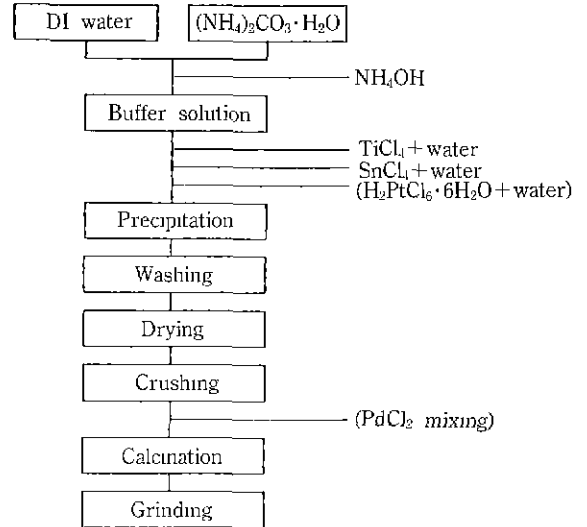 DI water
(NH₄)₂CO₃·H₂O
NH₄OH
Buffer solution
TiCl₄+water
SnCl₄+water
(H₂PtCl₆·6H₂O+water)
Precipitation
Washing
Drying
Crushing
(PdCl₂ mixing)
Calcination
Grinding